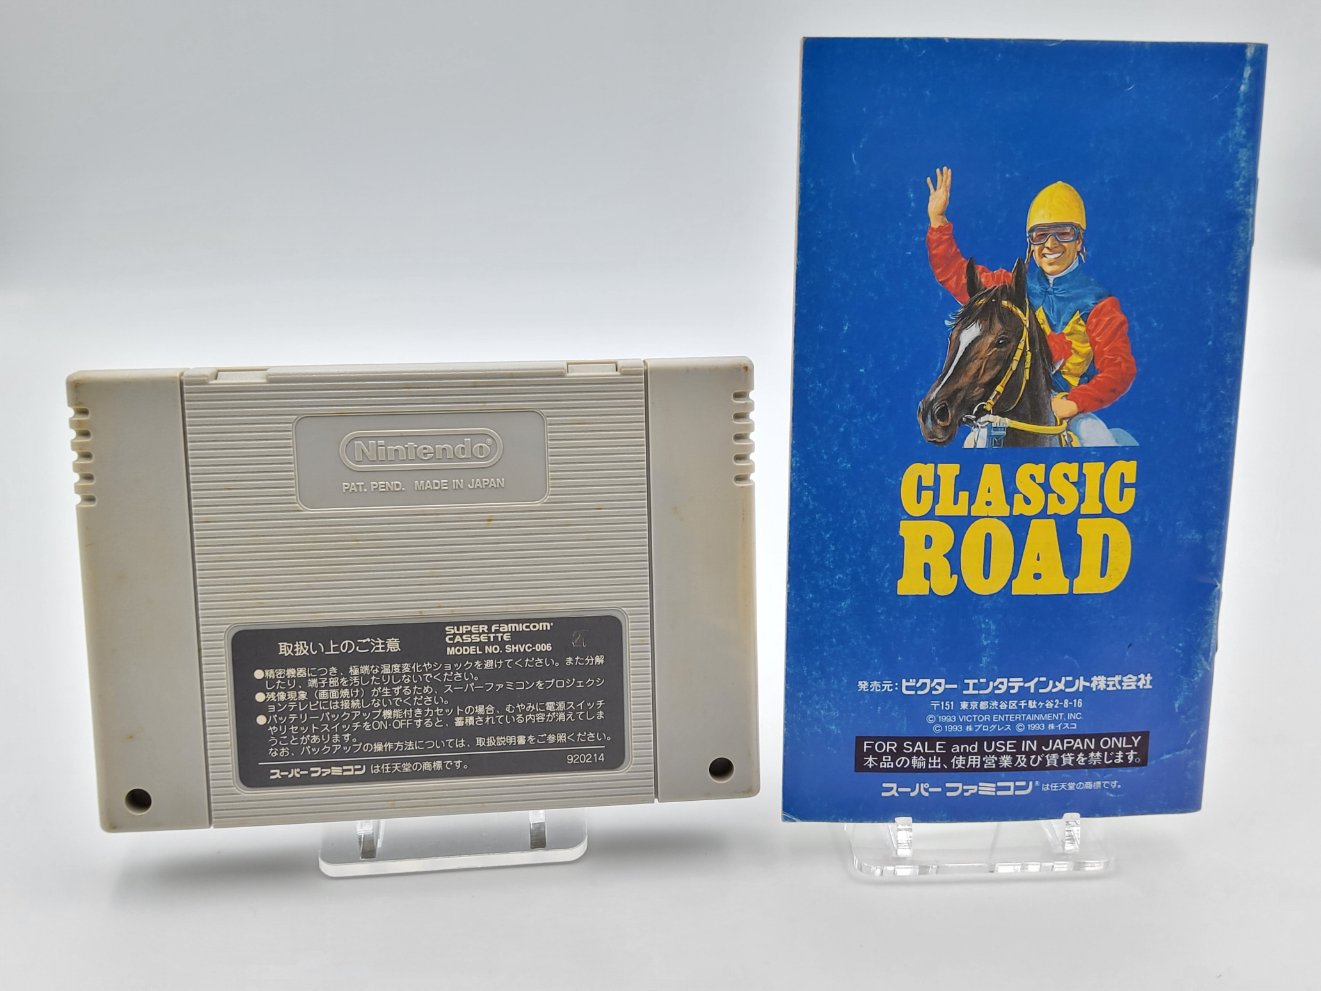 Nintendo®
PAT. PEND. MADE IN JAPAN
取扱い上のご注意
SUPER FAMICOM
CASSETTE
MODEL NO. SHVC-006
●精密機器につき、極端な温度変化やショックを避けてください。また分解
したり、端子部を汚したりしないでください。
●残像現象（画面焼け）が生ずるため、スーパーファミコンをプロジェクシ
ョンテレビには接続しないでください。
●バッテリーバックアップ機能付きカセットの場合、むやみに電源スイッチ
やリセットスイッチをON・OFFすると、蓄積されている内容が消えてしま
うことがあります。
なお、バックアップの操作方法については、取扱説明書をご参照ください。
920214
スーパーファミコンは任天堂の商標です。
CLASSIC
ROAD
発売元：ビクター エンタテインメント株式会社
〒151 東京都渋谷区千駄ヶ谷2-8-16
© 1993 VICTOR ENTERTAINMENT, INC.
© 1993 ㈱プログレス © 1993 ㈱イスコ
FOR SALE and USE IN JAPAN ONLY
本品の輸出、使用営業及び賃貸を禁じます。
スーパーファミコン®は任天堂の商標です。